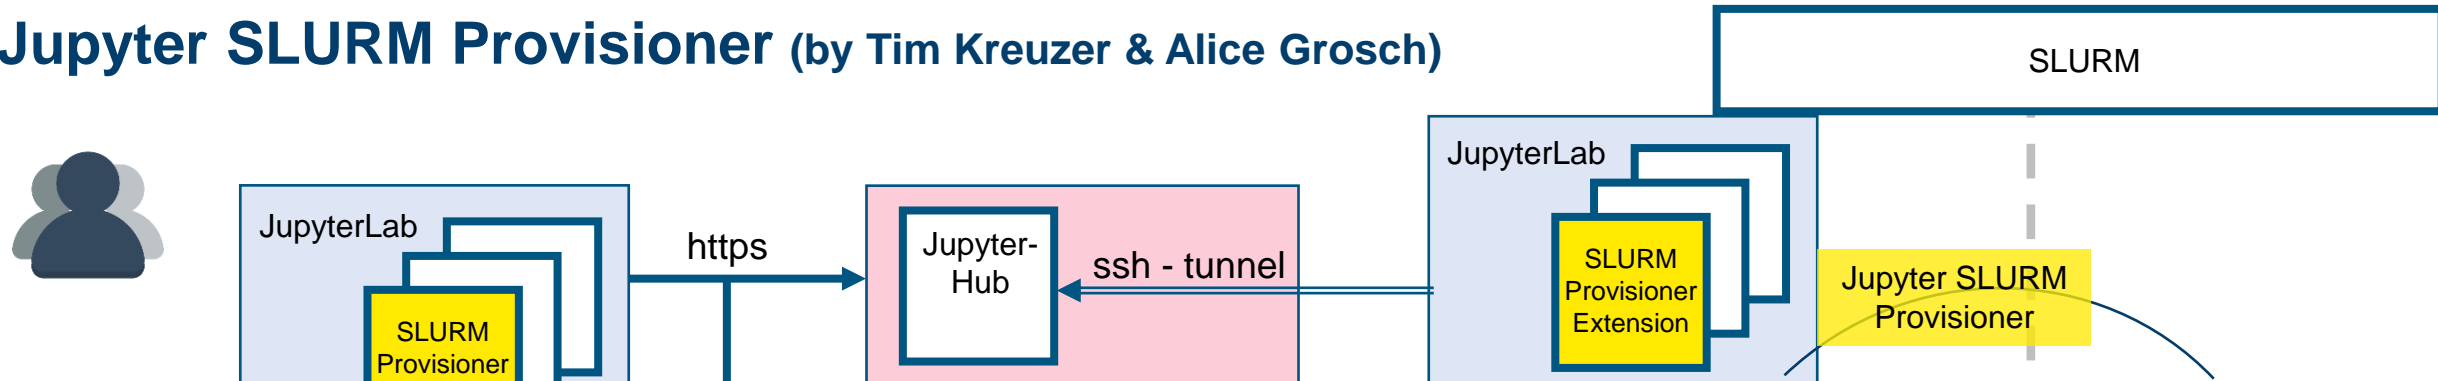 Jupyter SLURM Provisioner (by Tim Kreuzer & Alice Grosch)
SLURM
JupyterLab
SLURM
Provisioner
https
Jupyter-
Hub
ssh - tunnel
JupyterLab
SLURM
Provisioner
Extension
Jupyter SLURM
Provisioner